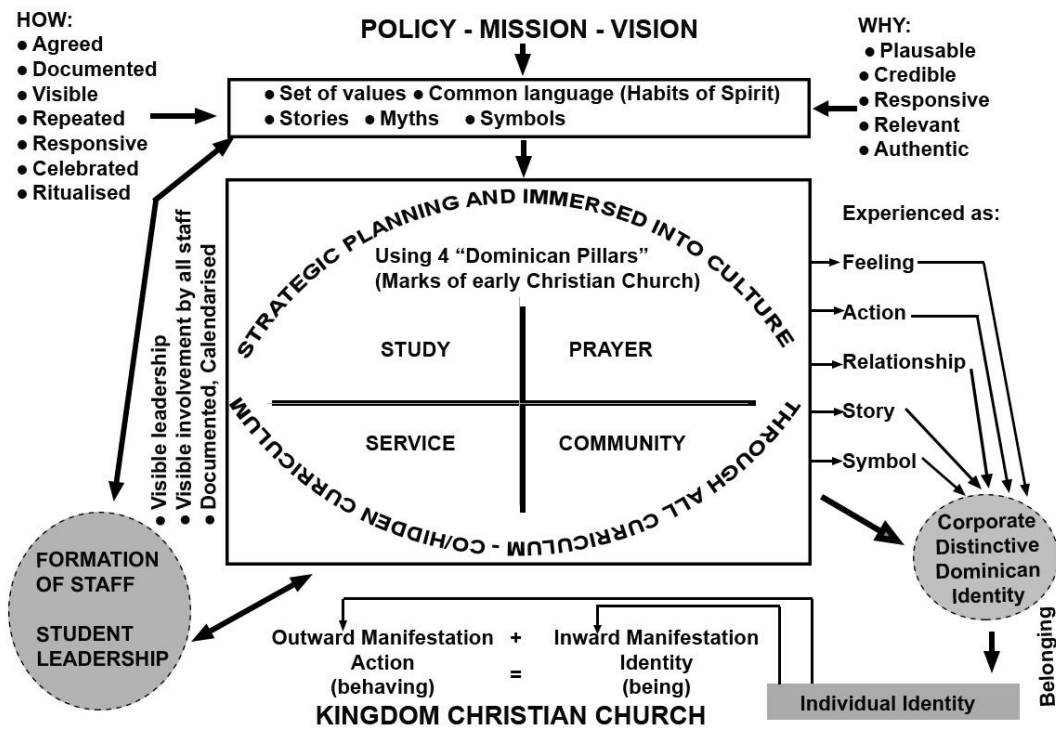 HOW:
● Agreed
● Documented
● Visible
● Repeated
● Responsive
● Celebrated
● Ritualised
POLICY - MISSION - VISION
WHY:
● Plausable
● Credible
● Responsive
● Relevant
● Authentic
● Set of values ● Common language (Habits of Spirit)
● Stories ● Myths ● Symbols
● Visible leadership
● Visible involvement by all staff
● Documented, Calendarised
STRATEGIC PLANNING AND IMMERSED INTO CULTURE
THROUGH ALL CURRICULUM - CO/HIDDEN CURRICULUM
Using 4 “Dominican Pillars”
(Marks of early Christian Church)
STUDY
PRAYER
SERVICE
COMMUNITY
Experienced as:
Feeling
Action
Relationship
Story
Symbol
Corporate
Distinctive
Dominican
Identity
Belonging
Individual Identity
FORMATION
OF STAFF
STUDENT
LEADERSHIP
Outward Manifestation + Inward Manifestation
Action Identity
(behaving) = (being)
KINGDOM CHRISTIAN CHURCH